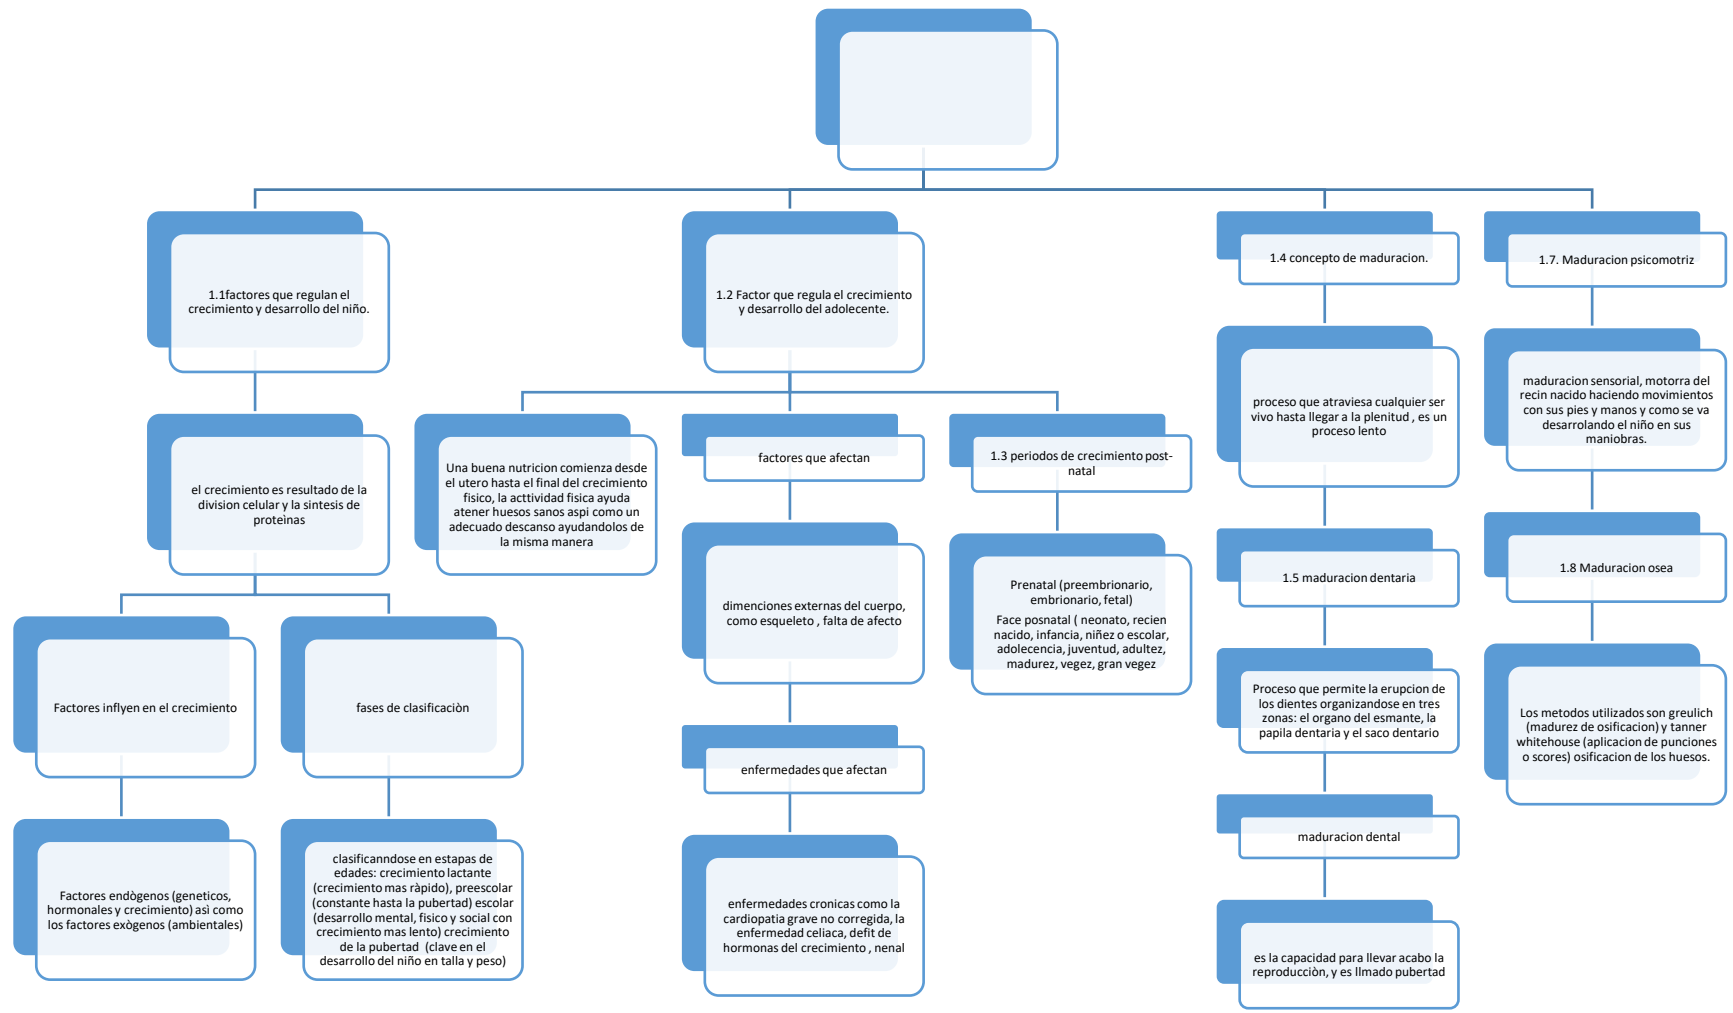 1.1factores que regulan el
crecimiento y desarrollo del niño.
el crecimiento es resultado de la
division celular y la sintesis de
proteìnas
Factores inflyen en el crecimiento
Factores endògenos (geneticos,
hormonales y crecimiento) asì como
los factores exògenos (ambientales)
fases de clasificaciòn
clasificanndose en estapas de
edades: crecimiento lactante
(crecimiento mas ràpido), preescolar
(constante hasta la pubertad) escolar
(desarrollo mental, fisico y social con
crecimiento mas lento) crecimiento
de la pubertad (clave en el
desarrollo del niño en talla y peso)
1.2 Factor que regula el crecimiento
y desarrollo del adolecente.
Una buena nutricion comienza desde
el utero hasta el final del crecimiento
fisico, la acttividad fisica ayuda
atener huesos sanos aspi como un
adecuado descanso ayudandolos de
la misma manera
factores que afectan
dimenciones externas del cuerpo,
como esqueleto , falta de afecto
enfermedades que afectan
enfermedades cronicas como la
cardiopatia grave no corregida, la
enfermedad celiaca, defit de
hormonas del crecimiento , nenal
1.3 periodos de crecimiento post-
natal
Prenatal (preembrionario,
embrionario, fetal)
Face posnatal ( neonato, recien
nacido, infancia, niñez o escolar,
adolecencia, juventud, adultez,
madurez, vegez, gran vegez
1.4 concepto de maduracion.
proceso que atraviesa cualquier ser
vivo hasta llegar a la plenitud , es un
proceso lento
1.5 maduracion dentaria
Proceso que permite la erupcion de
los dientes organizandose en tres
zonas: el organo del esmante, la
papila dentaria y el saco dentario
maduracion dental
es la capacidad para llevar acabo la
reproducciòn, y es llmado pubertad
1.7. Maduracion psicomotriz
maduracion sensorial, motorra del
recin nacido haciendo movimientos
con sus pies y manos y como se va
desarrolando el niño en sus
maniobras.
1.8 Maduracion osea
Los metodos utilizados son greulich
(madurez de osificacion) y tanner
whitehouse (aplicacion de punciones
o scores) osificacion de los huesos.